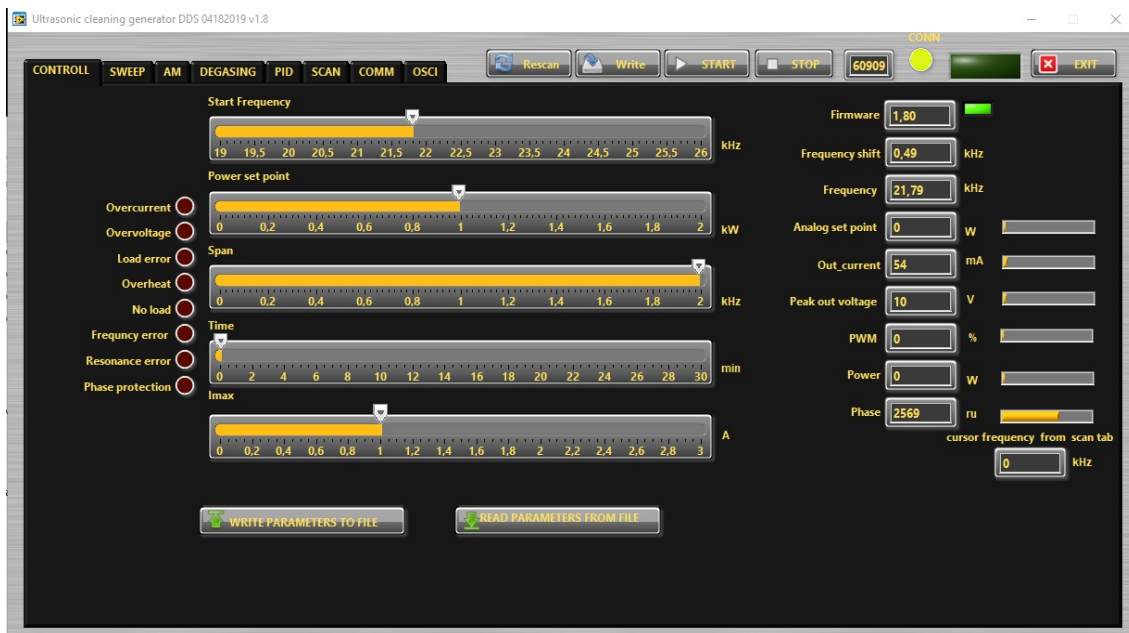 Ultrasonic cleaning generator DDS 04182019 v1.8
CONN
CONTROLL SWEEP AM DEGASING PID SCAN COMM OSCI
Rescan Write START STOP 60909 EXIT
Start Frequency
19 19,5 20 20,5 21 21,5 22 22,5 23 23,5 24 24,5 25 25,5 26 kHz
Power set point
0 0,2 0,4 0,6 0,8 1 1,2 1,4 1,6 1,8 2 kW
Span
0 0,2 0,4 0,6 0,8 1 1,2 1,4 1,6 1,8 2 kHz
Time
0 2 4 6 8 10 12 14 16 18 20 22 24 26 28 30 min
Imax
0 0,2 0,4 0,6 0,8 1 1,2 1,4 1,6 1,8 2 2,2 2,4 2,6 2,8 3 A
Overcurrent
Overvoltage
Load error
Overheat
No load
Frequncy error
Resonance error
Phase protection
Firmware 1,80
Frequency shift 0,49 kHz
Frequency 21,79 kHz
Analog set point 0 W
Out_current 54 mA
Peak out voltage 10 V
PWM 0 %
Power 0 W
Phase 2569 ru
cursor frequency from scan tab
0 kHz
WRITE PARAMETERS TO FILE
READ PARAMETERS FROM FILE